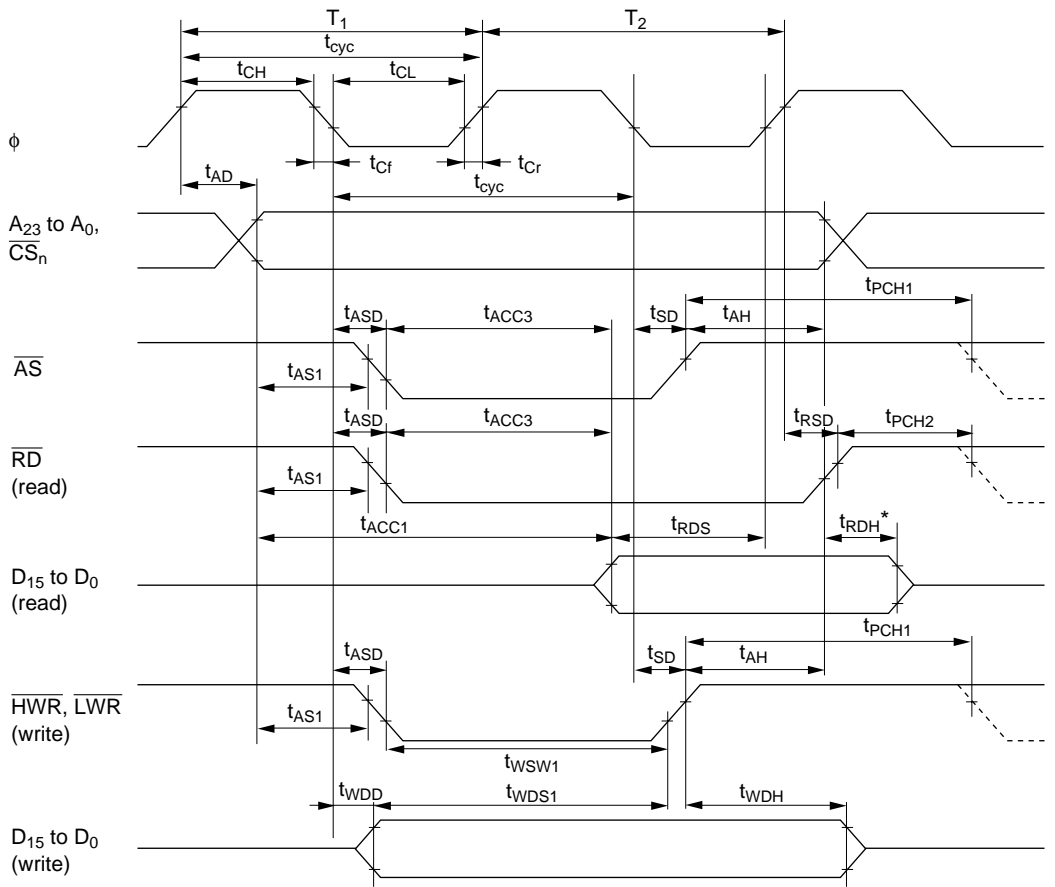 T1 T2
tcyc
tCH tCL
ϕ
tCf tCr
tAD
tcyc
A23 to A0,
CSn
tPCH1
tASD tACC3 tSD tAH
AS
tAS1
tASD tACC3 tRSD tPCH2
RD
(read)
tAS1
tACC1 tRDS tRDH*
D15 to D0
(read)
tPCH1
tASD tSD tAH
HWR, LWR
(write)
tAS1
tWSW1
tWDD tWDS1 tWDH
D15 to D0
(write)